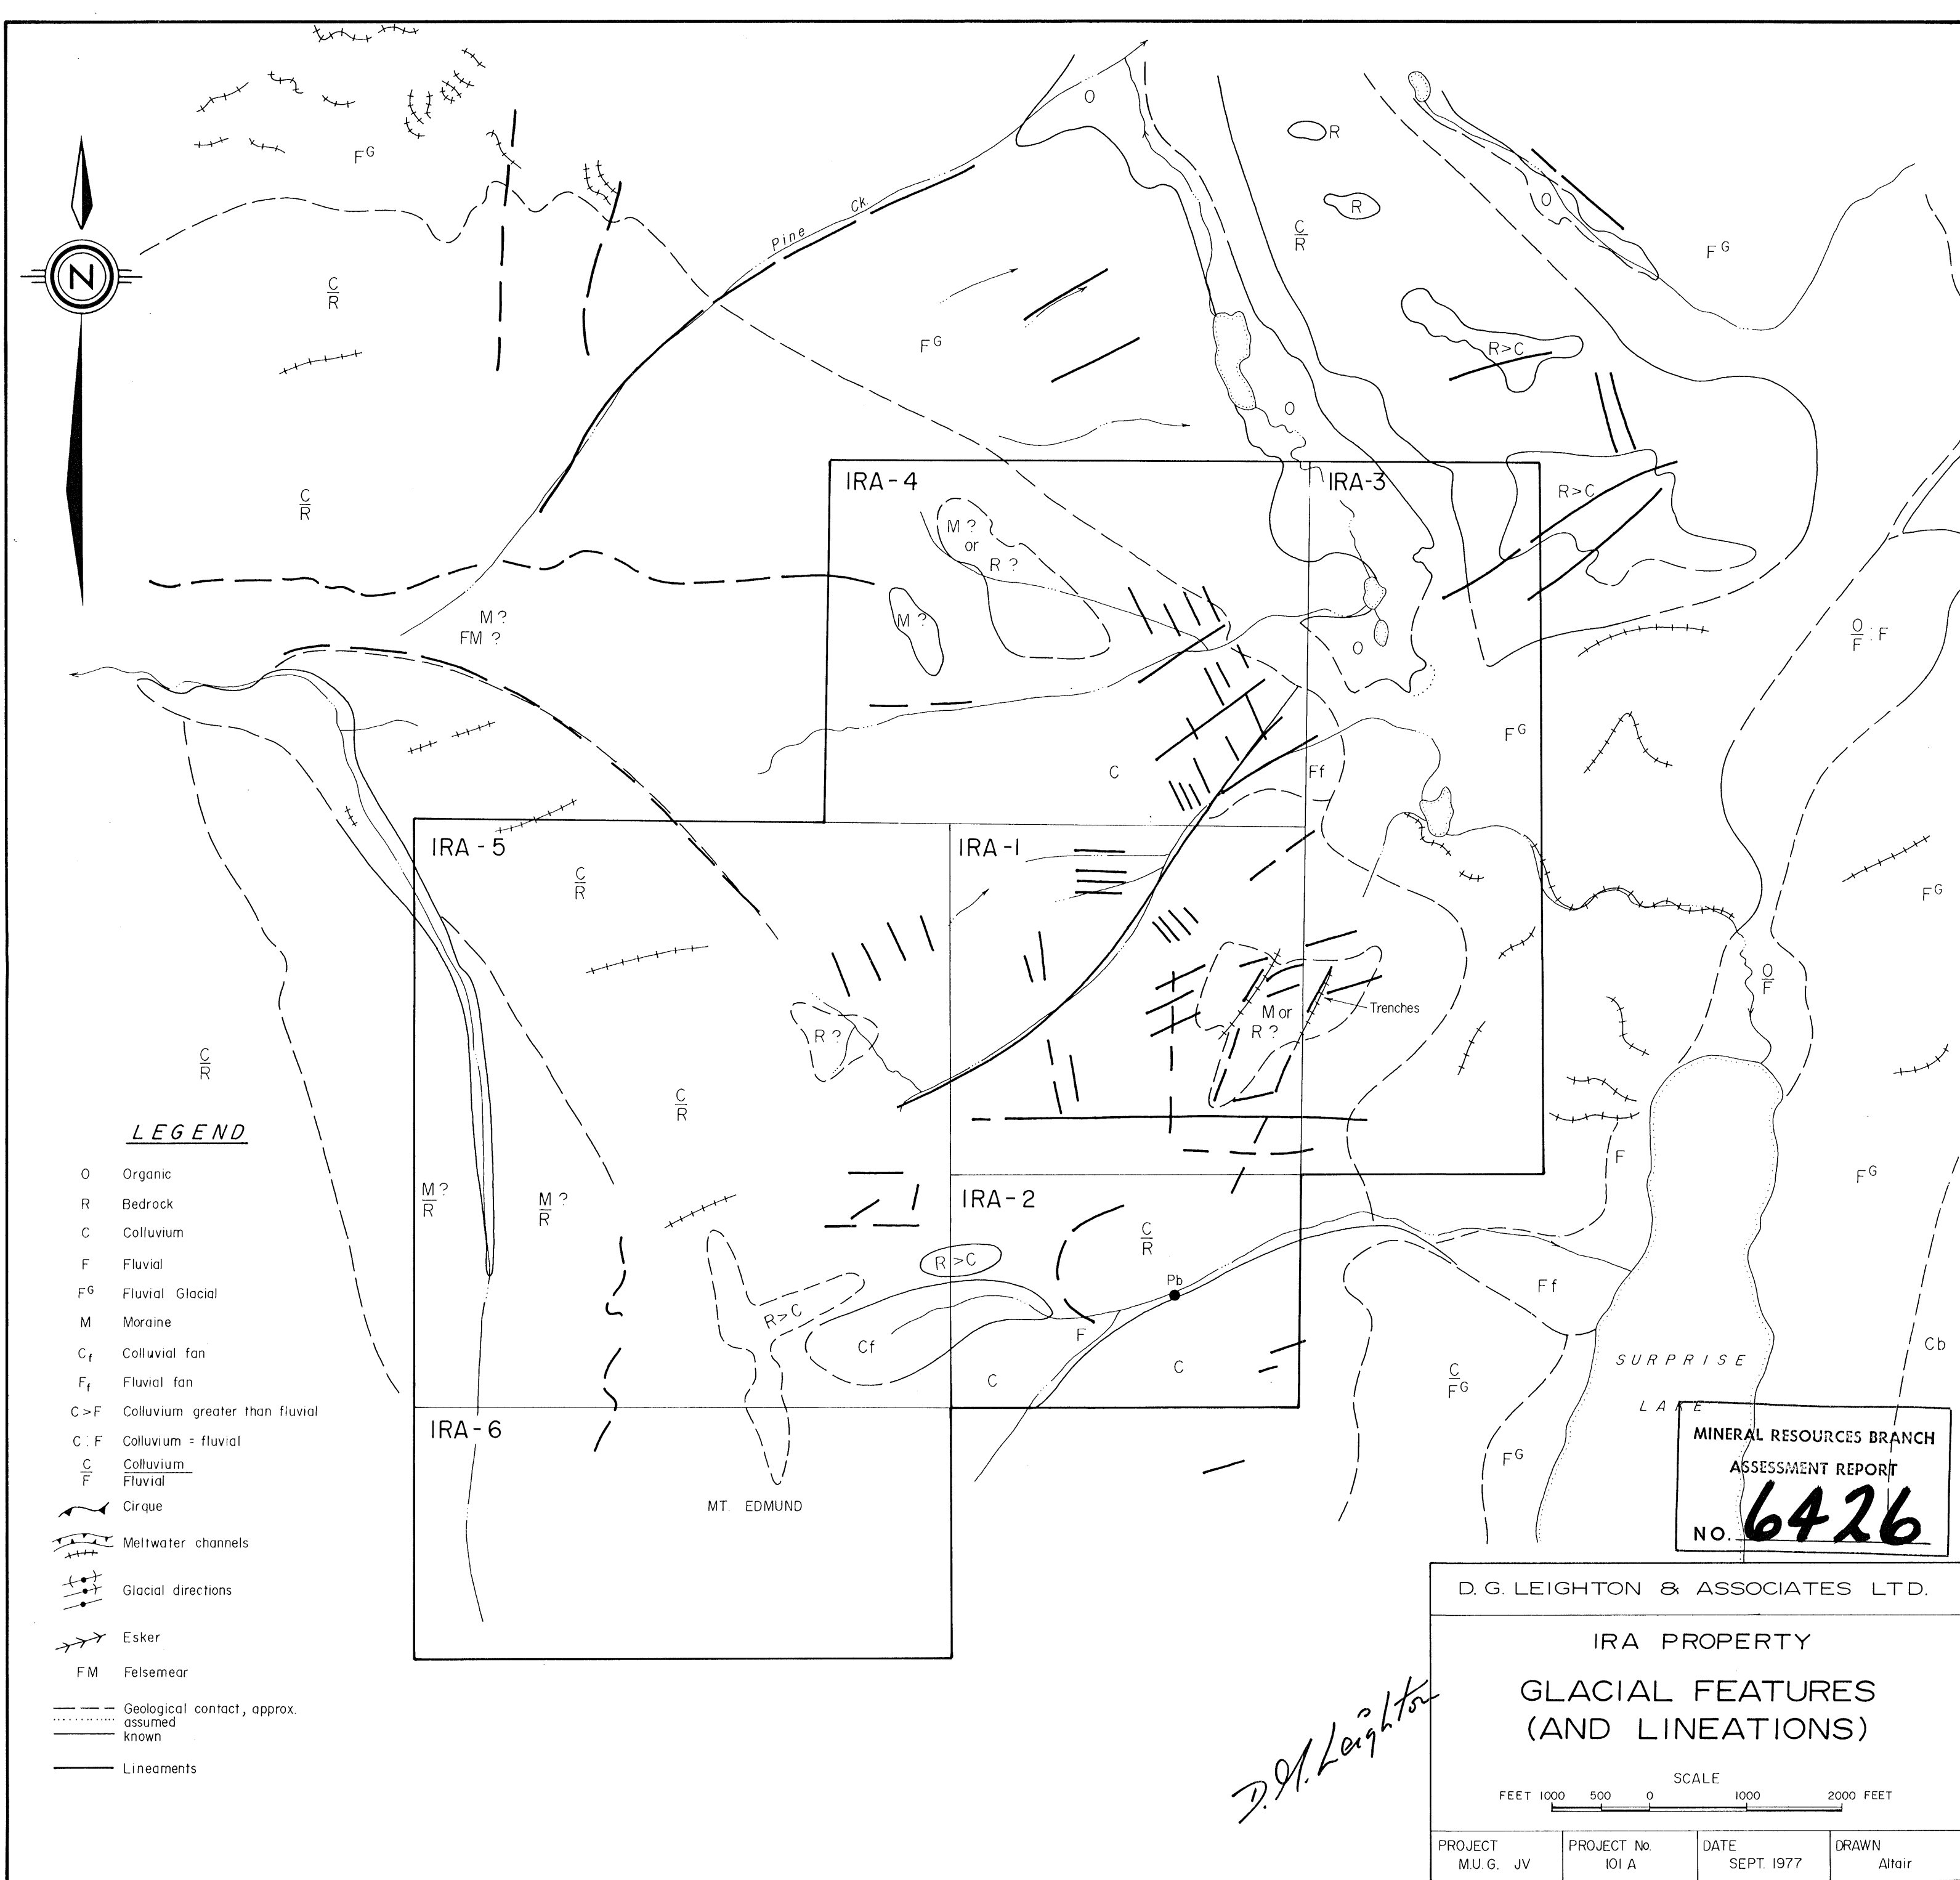 O
R
F G
O
R
Pine Ck
C
R
F G
C
R
F G
R>C
O
IRA-4
IRA-3
R>C
C
R
M ?
or
R ?
M ?
FM ?
M ?
O
F : F
O
F G
C
Ff
IRA - 5
IRA -1
C
R
F G
O
F
M or
R ?
Trenches
R ?
C
R
C
R
F
F G
M ?
R
M ?
R
IRA-2
C
R
R>C
Pb
Ff
R>C
F
Cf
C
C
C
F G
Cb
SURPRISE
LAKE
IRA-6
F G
MT. EDMUND
LEGEND
O Organic
R Bedrock
C Colluvium
F Fluvial
F G Fluvial Glacial
M Moraine
Cf Colluvial fan
Ff Fluvial fan
C>F Colluvium greater than fluvial
C : F Colluvium = fluvial
C Colluvium
F Fluvial
Cirque
Meltwater channels
Glacial directions
Esker
FM Felsemear
Geological contact, approx.
assumed
known
Lineaments
N
MINERAL RESOURCES BRANCH
ASSESSMENT REPORT
NO. 6426
D. G. LEIGHTON & ASSOCIATES LTD.
IRA PROPERTY
GLACIAL FEATURES
(AND LINEATIONS)
SCALE
FEET 1000 500 0 1000 2000 FEET
PROJECT
M.U.G. JV
PROJECT No.
101 A
DATE
SEPT. 1977
DRAWN
Altair
D.G. Leighton